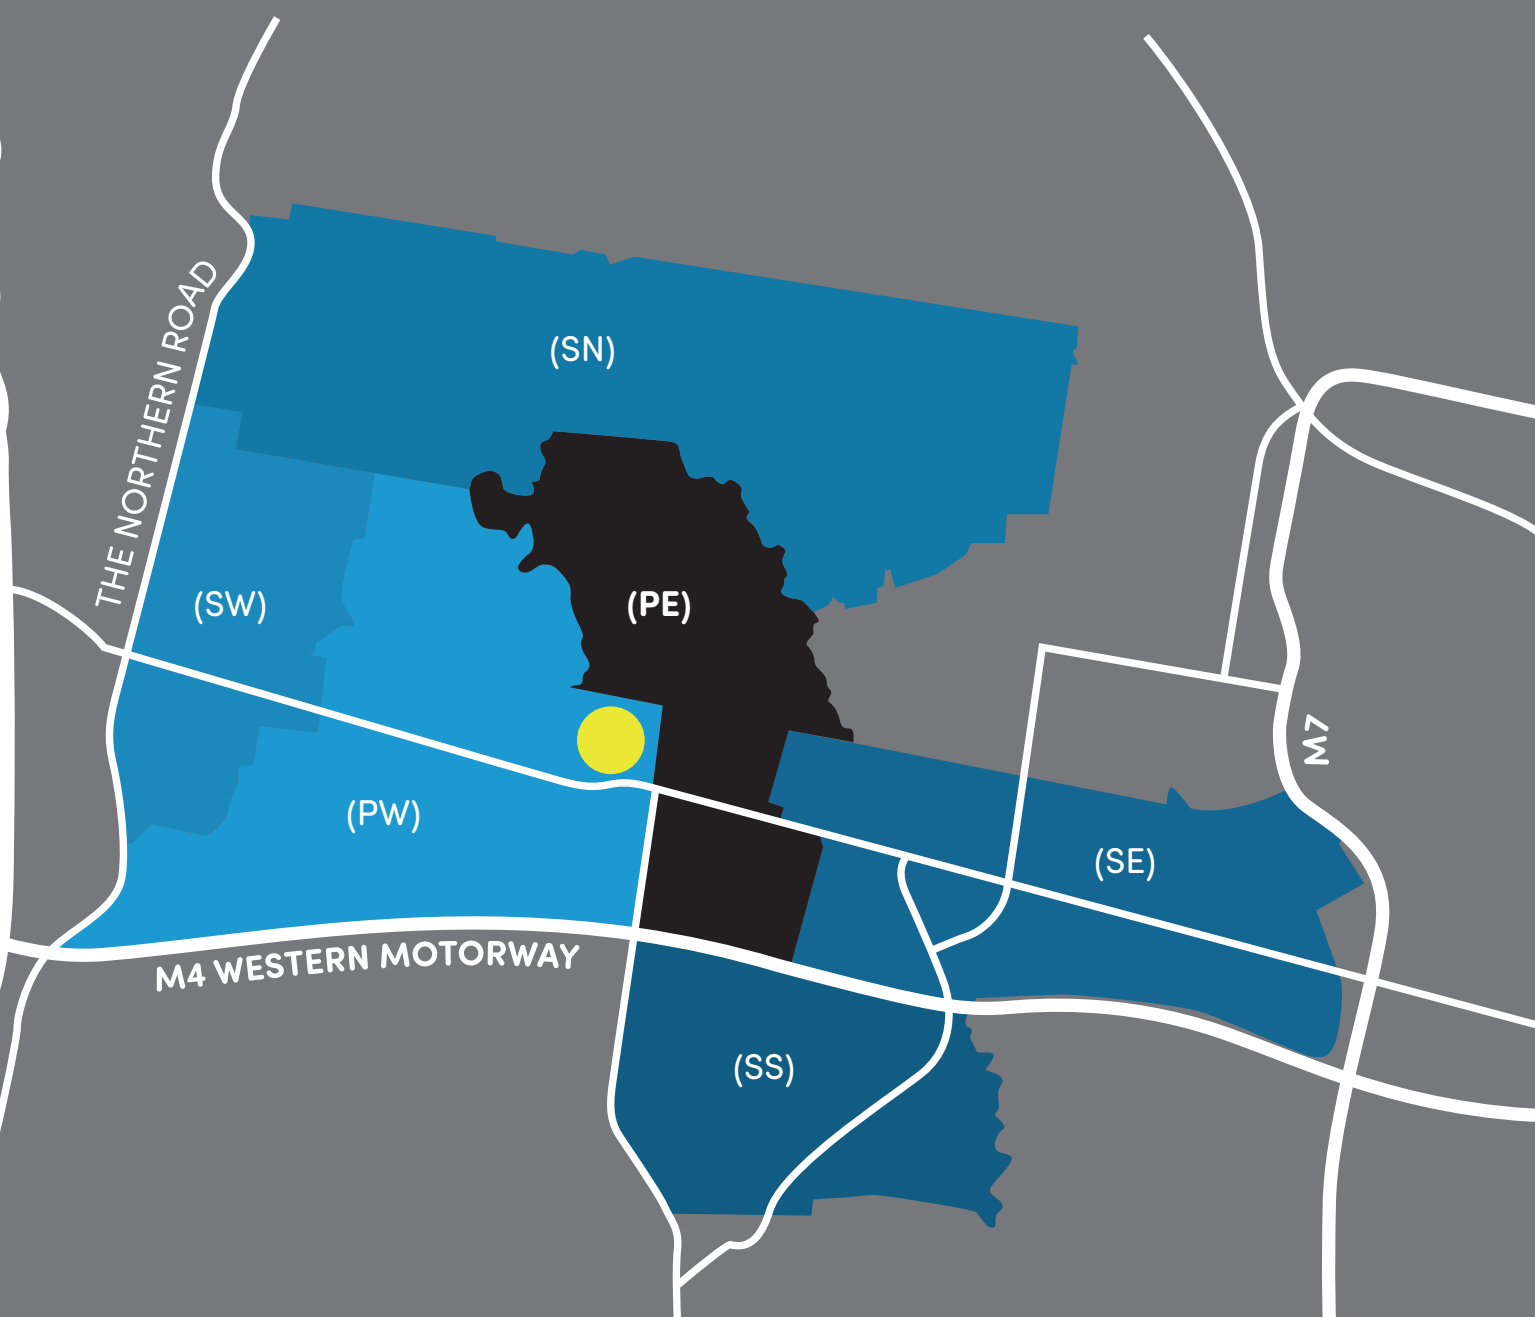 THE NORTHERN ROAD
(SN)
(SW)
(PE)
M7
(PW)
(SE)
M4 WESTERN MOTORWAY
(SS)